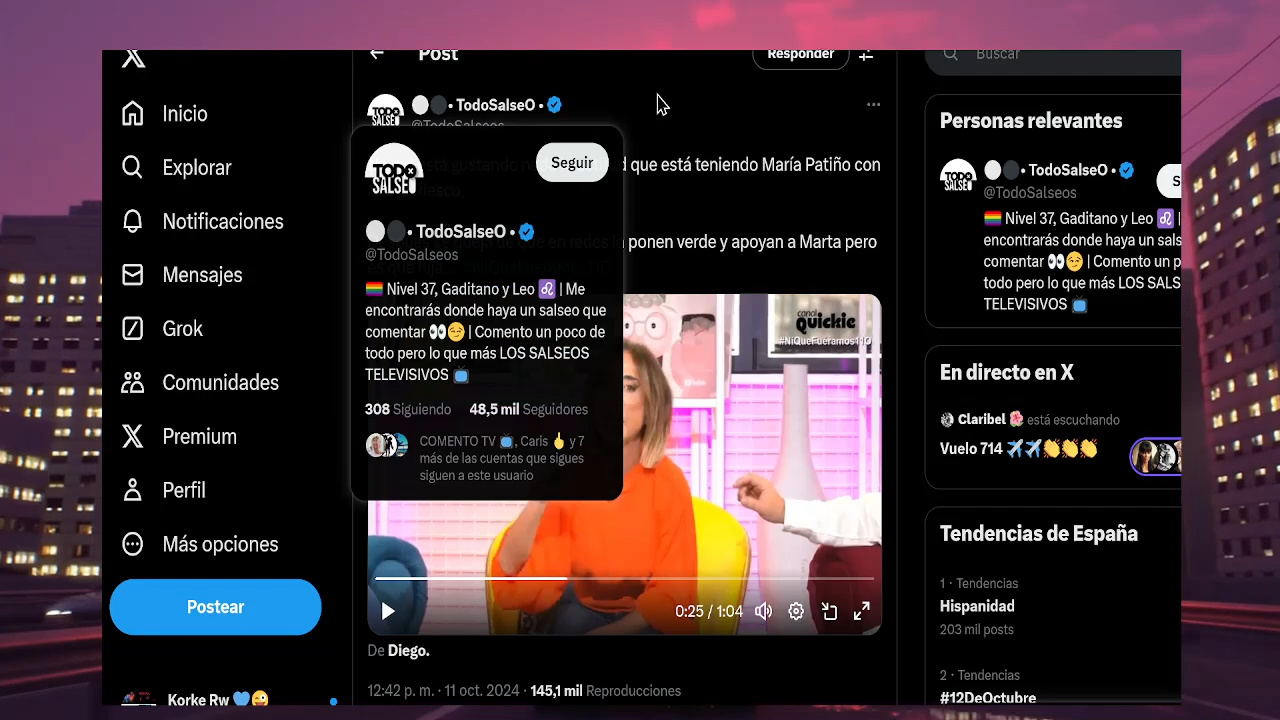 X
Inicio
Explorar
Notificaciones
Mensajes
Grok
Comunidades
Premium
Perfil
Más opciones
Postear
Korke Rw 💙😜
Post
Responder
• TodoSalseO •
@TodoSalseos
está gustando
d que está teniendo María Patiño con
en redes la ponen verde y apoyan a Marta pero
TODO
SALSEO
Seguir
• TodoSalseO •
@TodoSalseos
🏳️‍🌈 Nivel 37, Gaditano y Leo ♌ | Me
encontrarás donde haya un salseo que
comentar 👀😏 | Comento un poco de
todo pero lo que más LOS SALSEOS
TELEVISIVOS 📺
308 Siguiendo 48,5 mil Seguidores
COMENTO TV 📺, Caris 🖕 y 7
más de las cuentas que sigues
siguen a este usuario
canal
quickie
#NiQueFueramos11O
0:25 / 1:04
De Diego.
12:42 p. m. · 11 oct. 2024 · 145,1 mil Reproducciones
Buscar
Personas relevantes
• TodoSalseO •
@TodoSalseos
S
🏳️‍🌈 Nivel 37, Gaditano y Leo ♌ |
encontrarás donde haya un sals
comentar 👀😏 | Comento un p
todo pero lo que más LOS SALS
TELEVISIVOS 📺
En directo en X
Claribel 🌺 está escuchando
Vuelo 714 ✈️✈️👏👏👏
Tendencias de España
1 · Tendencias
Hispanidad
203 mil posts
2 · Tendencias
#12DeOctubre